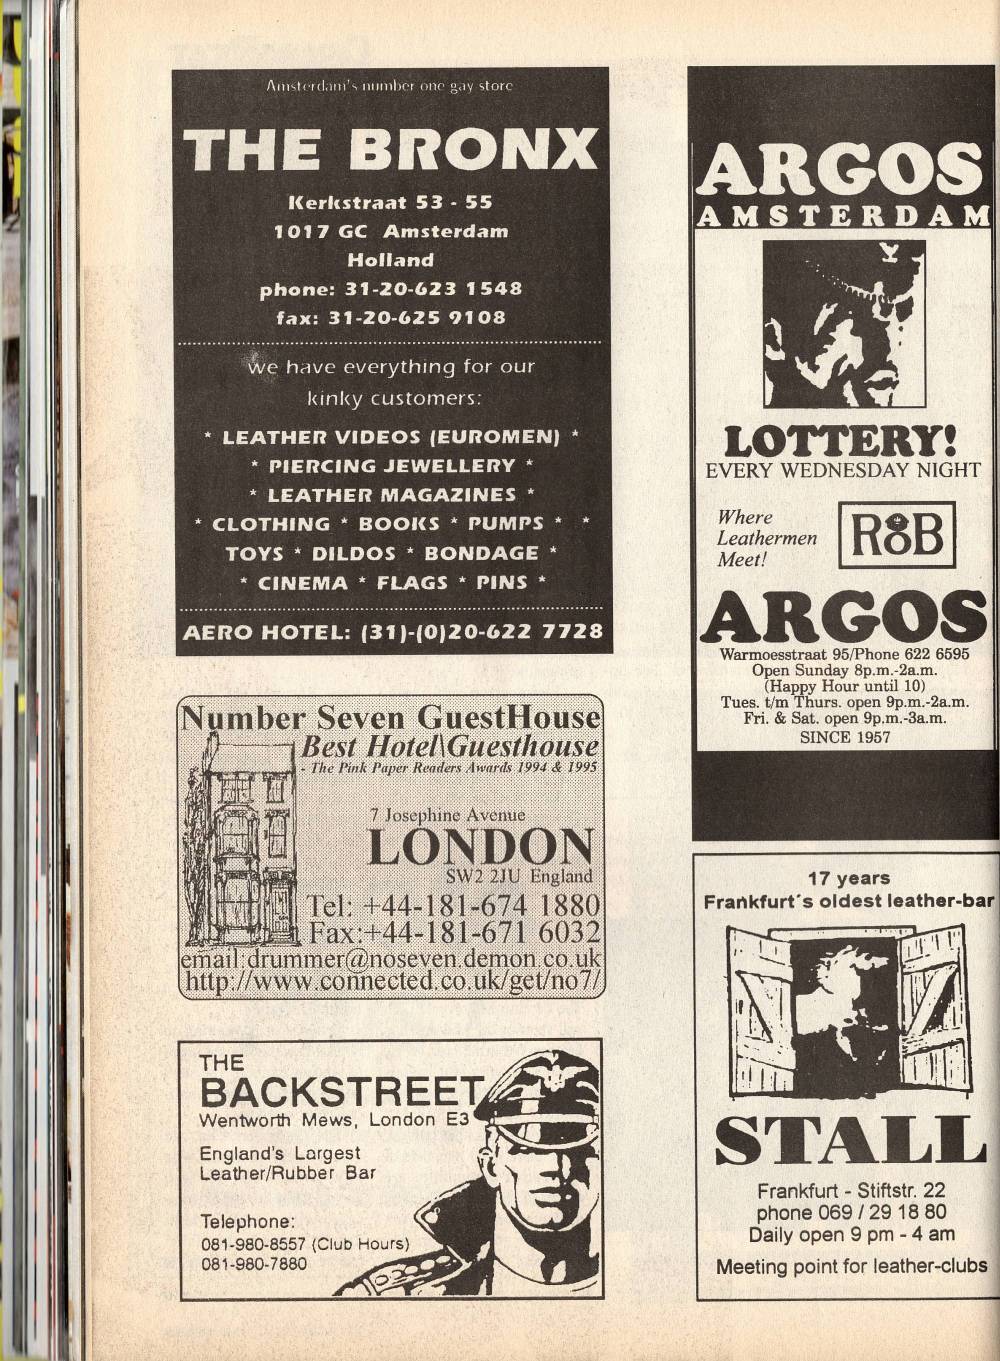 Amsterdam's number one gay store
THE BRONX
Kerkstraat 53 - 55
1017 GC Amsterdam
Holland
phone: 31-20-623 1548
fax: 31-20-625 9108
we have everything for our
kinky customers:
* LEATHER VIDEOS (EUROMEN) *
* PIERCING JEWELLERY *
* LEATHER MAGAZINES *
* CLOTHING * BOOKS * PUMPS * *
TOYS * DILDOS * BONDAGE *
* CINEMA * FLAGS * PINS *
AERO HOTEL: (31)-(0)20-622 7728
Number Seven GuestHouse
Best Hotel\Guesthouse
- The Pink Paper Readers Awards 1994 & 1995
7 Josephine Avenue
LONDON
SW2 2JU England
Tel: +44-181-674 1880
Fax:+44-181-671 6032
email:drummer@noseven.demon.co.uk
http://www.connected.co.uk/get/no7/
THE
BACKSTREET
Wentworth Mews, London E3
England's Largest
Leather/Rubber Bar
Telephone:
081-980-8557 (Club Hours)
081-980-7880
ARGOS
AMSTERDAM
LOTTERY!
EVERY WEDNESDAY NIGHT
Where
Leathermen
Meet!
RoB
ARGOS
Warmoesstraat 95/Phone 622 6595
Open Sunday 8p.m.-2a.m.
(Happy Hour until 10)
Tues. t/m Thurs. open 9p.m.-2a.m.
Fri. & Sat. open 9p.m.-3a.m.
SINCE 1957
17 years
Frankfurt´s oldest leather-bar
STALL
Frankfurt - Stiftstr. 22
phone 069 / 29 18 80
Daily open 9 pm - 4 am
Meeting point for leather-clubs